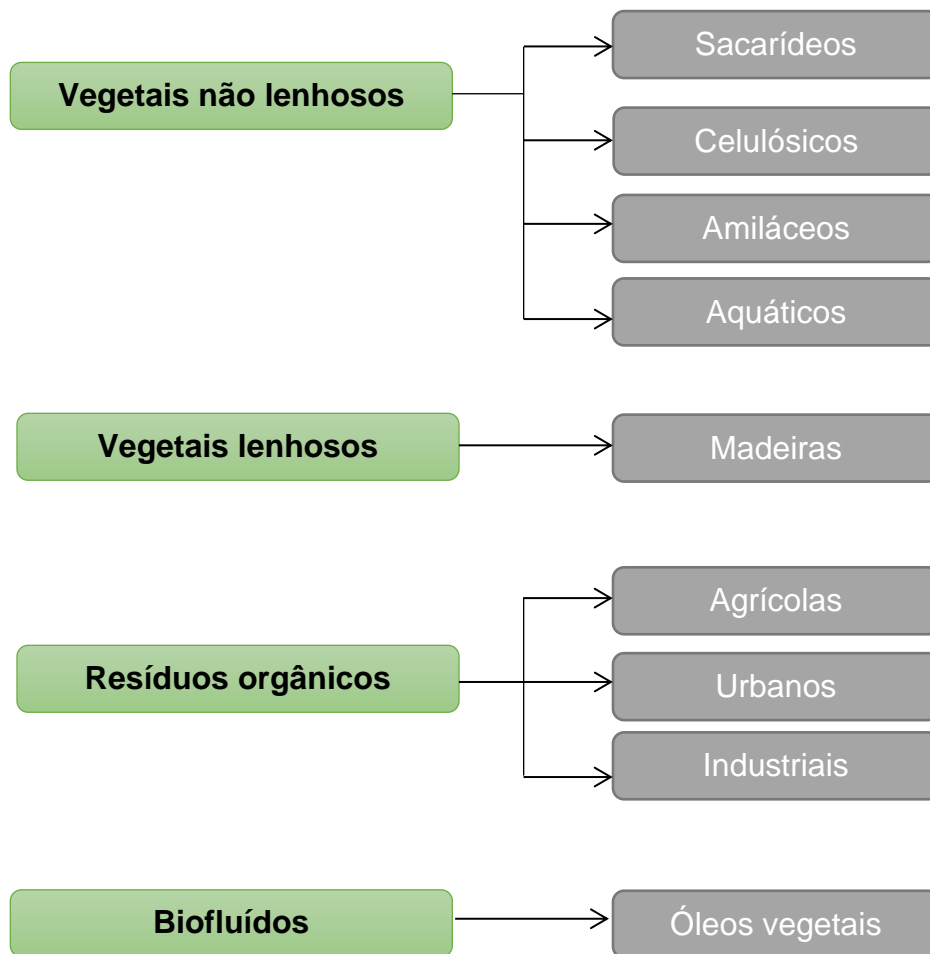 Vegetais não lenhosos
Sacarídeos
Celulósicos
Amiláceos
Aquáticos
Vegetais lenhosos
Madeiras
Resíduos orgânicos
Agrícolas
Urbanos
Industriais
Biofluídos
Óleos vegetais